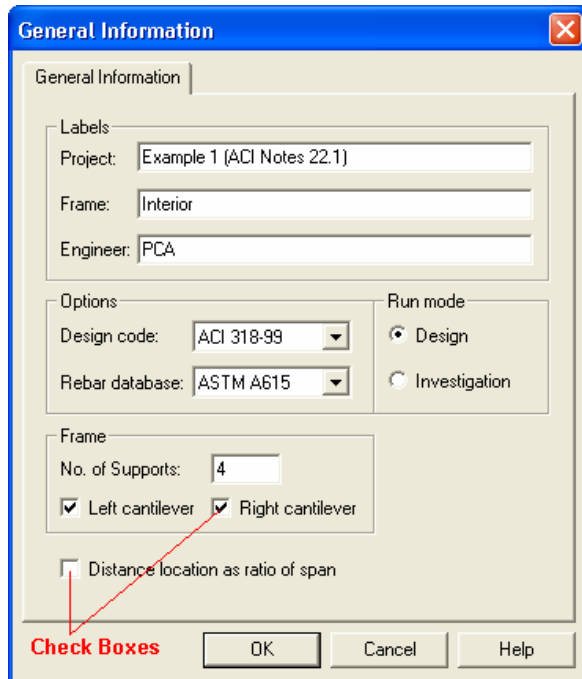 General Information
General Information
Labels
Project: Example 1 (ACI Notes 22.1)
Frame: Interior
Engineer: PCA
Options
Design code: ACI 318-99
Rebar database: ASTM A615
Run mode
Design
Investigation
Frame
No. of Supports: 4
Left cantilever Right cantilever
Distance location as ratio of span
Check Boxes
OK Cancel Help